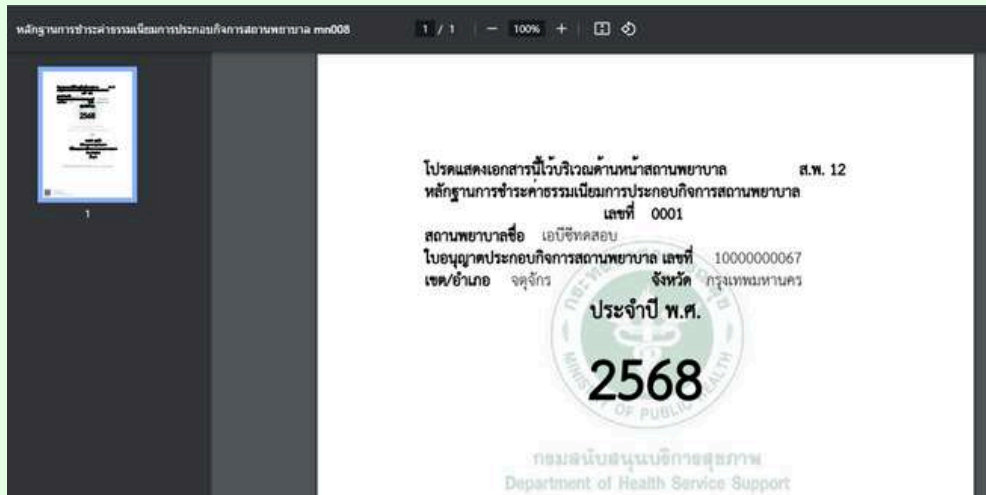 หลักฐานการชำระค่าธรรมเนียมการประกอบกิจการสถานพยาบาล mn008
1 / 1
100%
2568
1
โปรดแสดงเอกสารนี้ไว้บริเวณด้านหน้าสถานพยาบาล ส.พ. 12
หลักฐานการชำระค่าธรรมเนียมการประกอบกิจการสถานพยาบาล
เลขที่ 0001
สถานพยาบาลชื่อ เอบีซีทดสอบ
ใบอนุญาตประกอบกิจการสถานพยาบาล เลขที่ 10000000067
เขต/อำเภอ จตุจักร จังหวัด กรุงเทพมหานคร
ประจำปี พ.ศ.
2568
MINISTRY OF PUBLIC HEALTH
กรมสนับสนุนบริการสุขภาพ
Department of Health Service Support